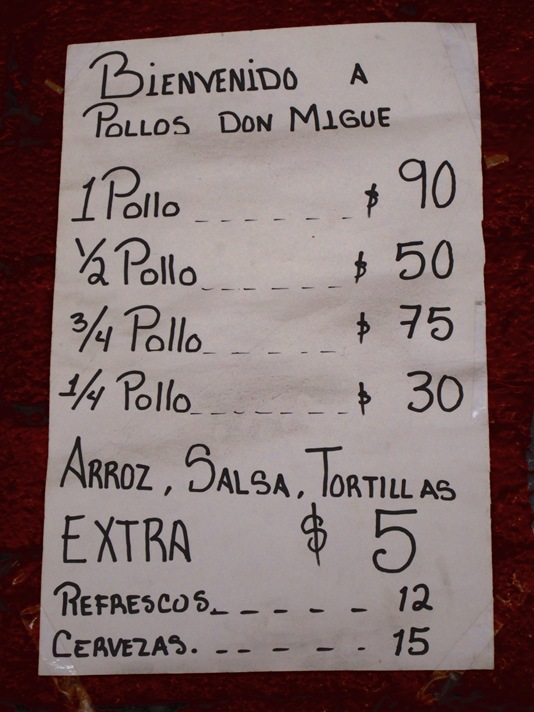 BIENVENIDO A
POLLOS DON MIGUE
1 Pollo _ _ _ _ _ _ $ 90
1/2 Pollo _ _ _ _ _ _ $ 50
3/4 Pollo _ _ _ _ _ _ $ 75
1/4 Pollo _ _ _ _ _ _ $ 30
ARROZ, SALSA, TORTILLAS
EXTRA $ 5
REFRESCOS. _ _ _ _ _ 12
CERVEZAS. _ _ _ _ _ 15